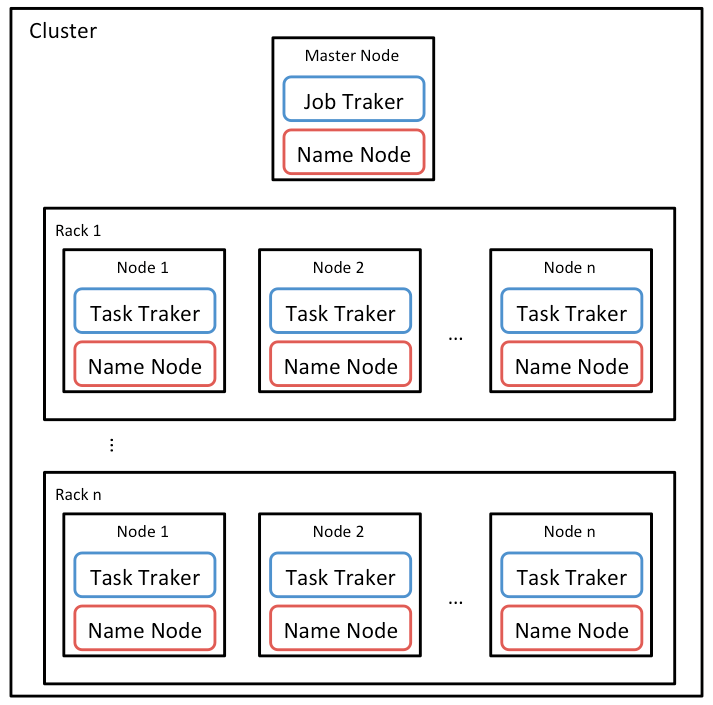 Cluster
Master Node
Job Traker
Name Node
Rack 1
Node 1
Task Traker
Name Node
Node 2
Task Traker
Name Node
...
Node n
Task Traker
Name Node
...
Rack n
Node 1
Task Traker
Name Node
Node 2
Task Traker
Name Node
...
Node n
Task Traker
Name Node